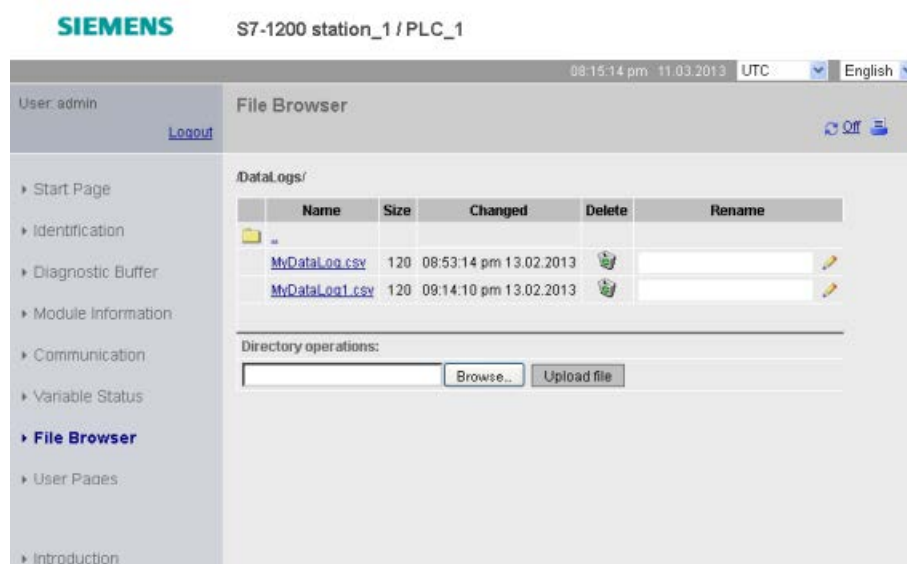 SIEMENS S7-1200 station_1 / PLC_1
08:15:14 pm 11.03.2013 UTC English
User: admin
Logout
File Browser
Off
Start Page
Identification
Diagnostic Buffer
Module Information
Communication
Variable Status
File Browser
User Pages
Introduction
/DataLogs/
Name Size Changed Delete Rename
..
MyDataLog.csv 120 08:53:14 pm 13.02.2013
MyDataLog1.csv 120 09:14:10 pm 13.02.2013
Directory operations:
Browse.. Upload file